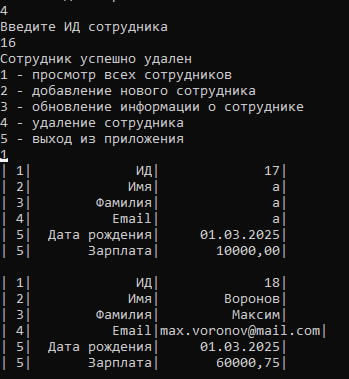 4
Введите ИД сотрудника
16
Сотрудник успешно удален
1 - просмотр всех сотрудников
2 - добавление нового сотрудника
3 - обновление информации о сотруднике
4 - удаление сотрудника
5 - выход из приложения
1
| 1| ИД| 17|
| 2| Имя| a|
| 3| Фамилия| a|
| 4| Email| a|
| 5| Дата рождения| 01.03.2025|
| 5| Зарплата| 10000,00|
| 1| ИД| 18|
| 2| Имя| Воронов|
| 3| Фамилия| Максим|
| 4| Email|max.voronov@mail.com|
| 5| Дата рождения| 01.03.2025|
| 5| Зарплата| 60000,75|